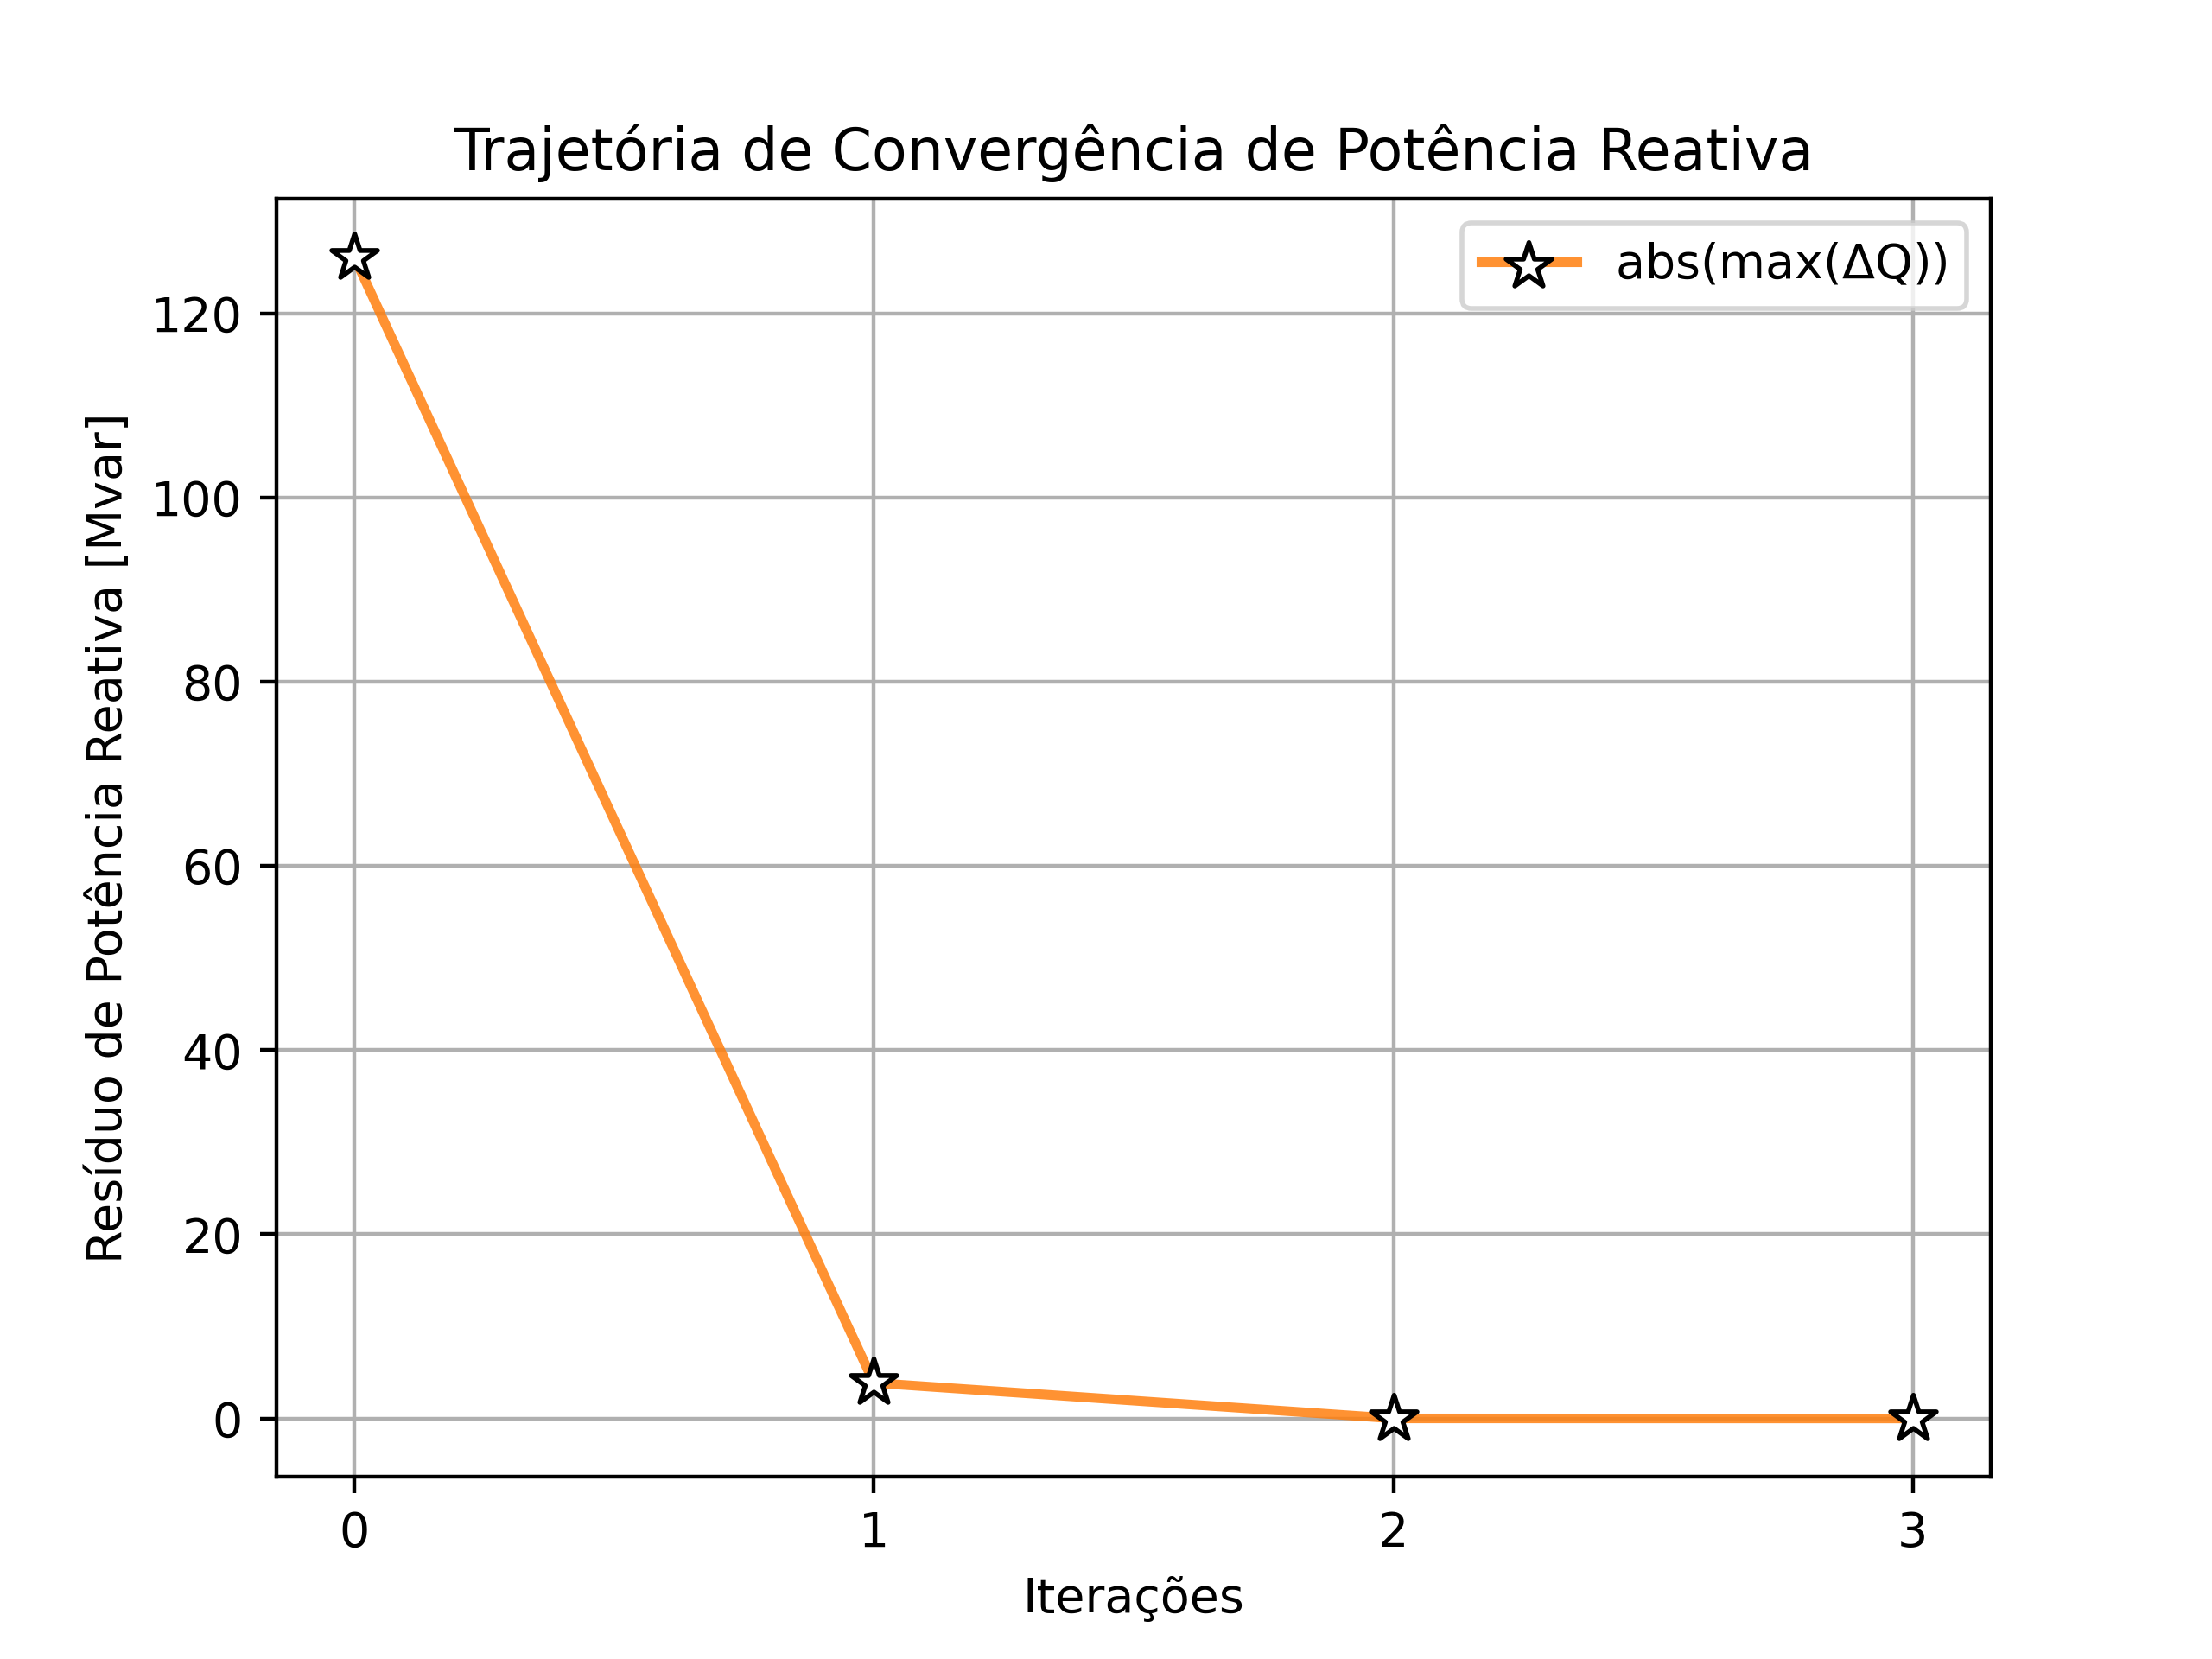 Trajetória de Convergência de Potência Reativa
abs(max(ΔQ))
Resíduo de Potência Reativa [Mvar]
120
100
80
60
40
20
0
0 1 2 3
Iterações